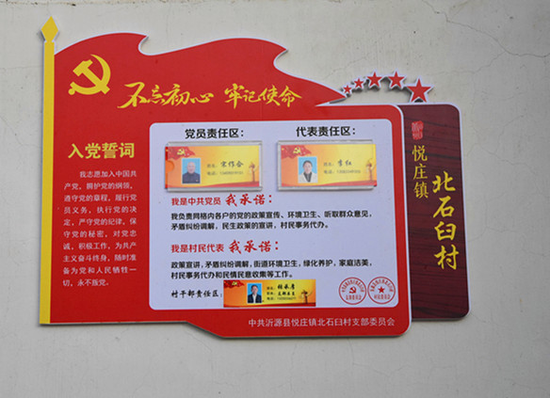 不忘初心 牢记使命
入党誓词
我志愿加入中国共
产党，拥护党的纲领，
遵守党的章程，履行党
员义务，执行党的决
定，严守党的纪律，保
守党的秘密，对党忠
诚，积极工作，为共产
主义奋斗终身，随时准
备为党和人民牺牲一
切，永不叛党。
党员责任区：
宋作合
代表责任区：
李红
我是中共党员 我承诺：
我负责网格内各户的党的政策宣传、环境卫生、听取群众意见，
矛盾纠纷调解，民生政策的宣讲，村民事务代办。
我是村民代表 我承诺：
政策宣讲，矛盾纠纷调解，街道环境卫生，绿化养护，家庭洁美，
村民事务代办和民情民意收集等工作。
村干部责任区：
中共沂源县悦庄镇北石臼村支部委员会
悦庄镇
北石臼村